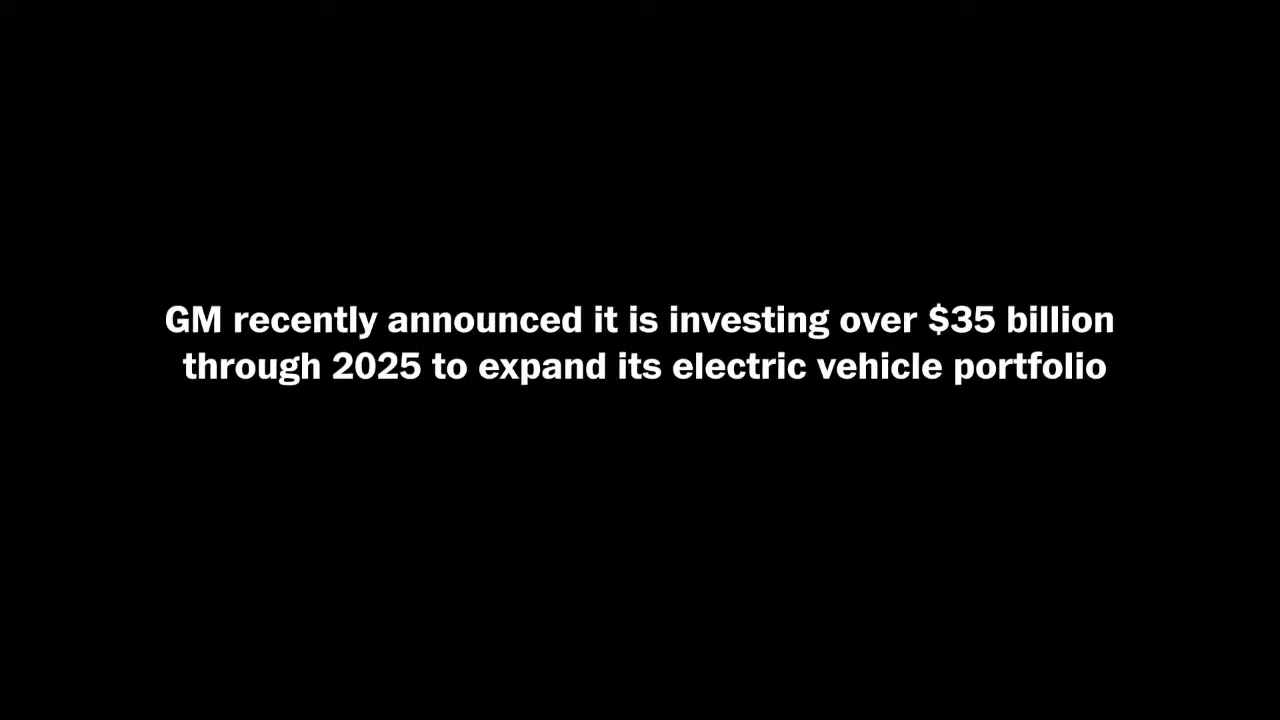 GM recently announced it is investing over $35 billion
through 2025 to expand its electric vehicle portfolio